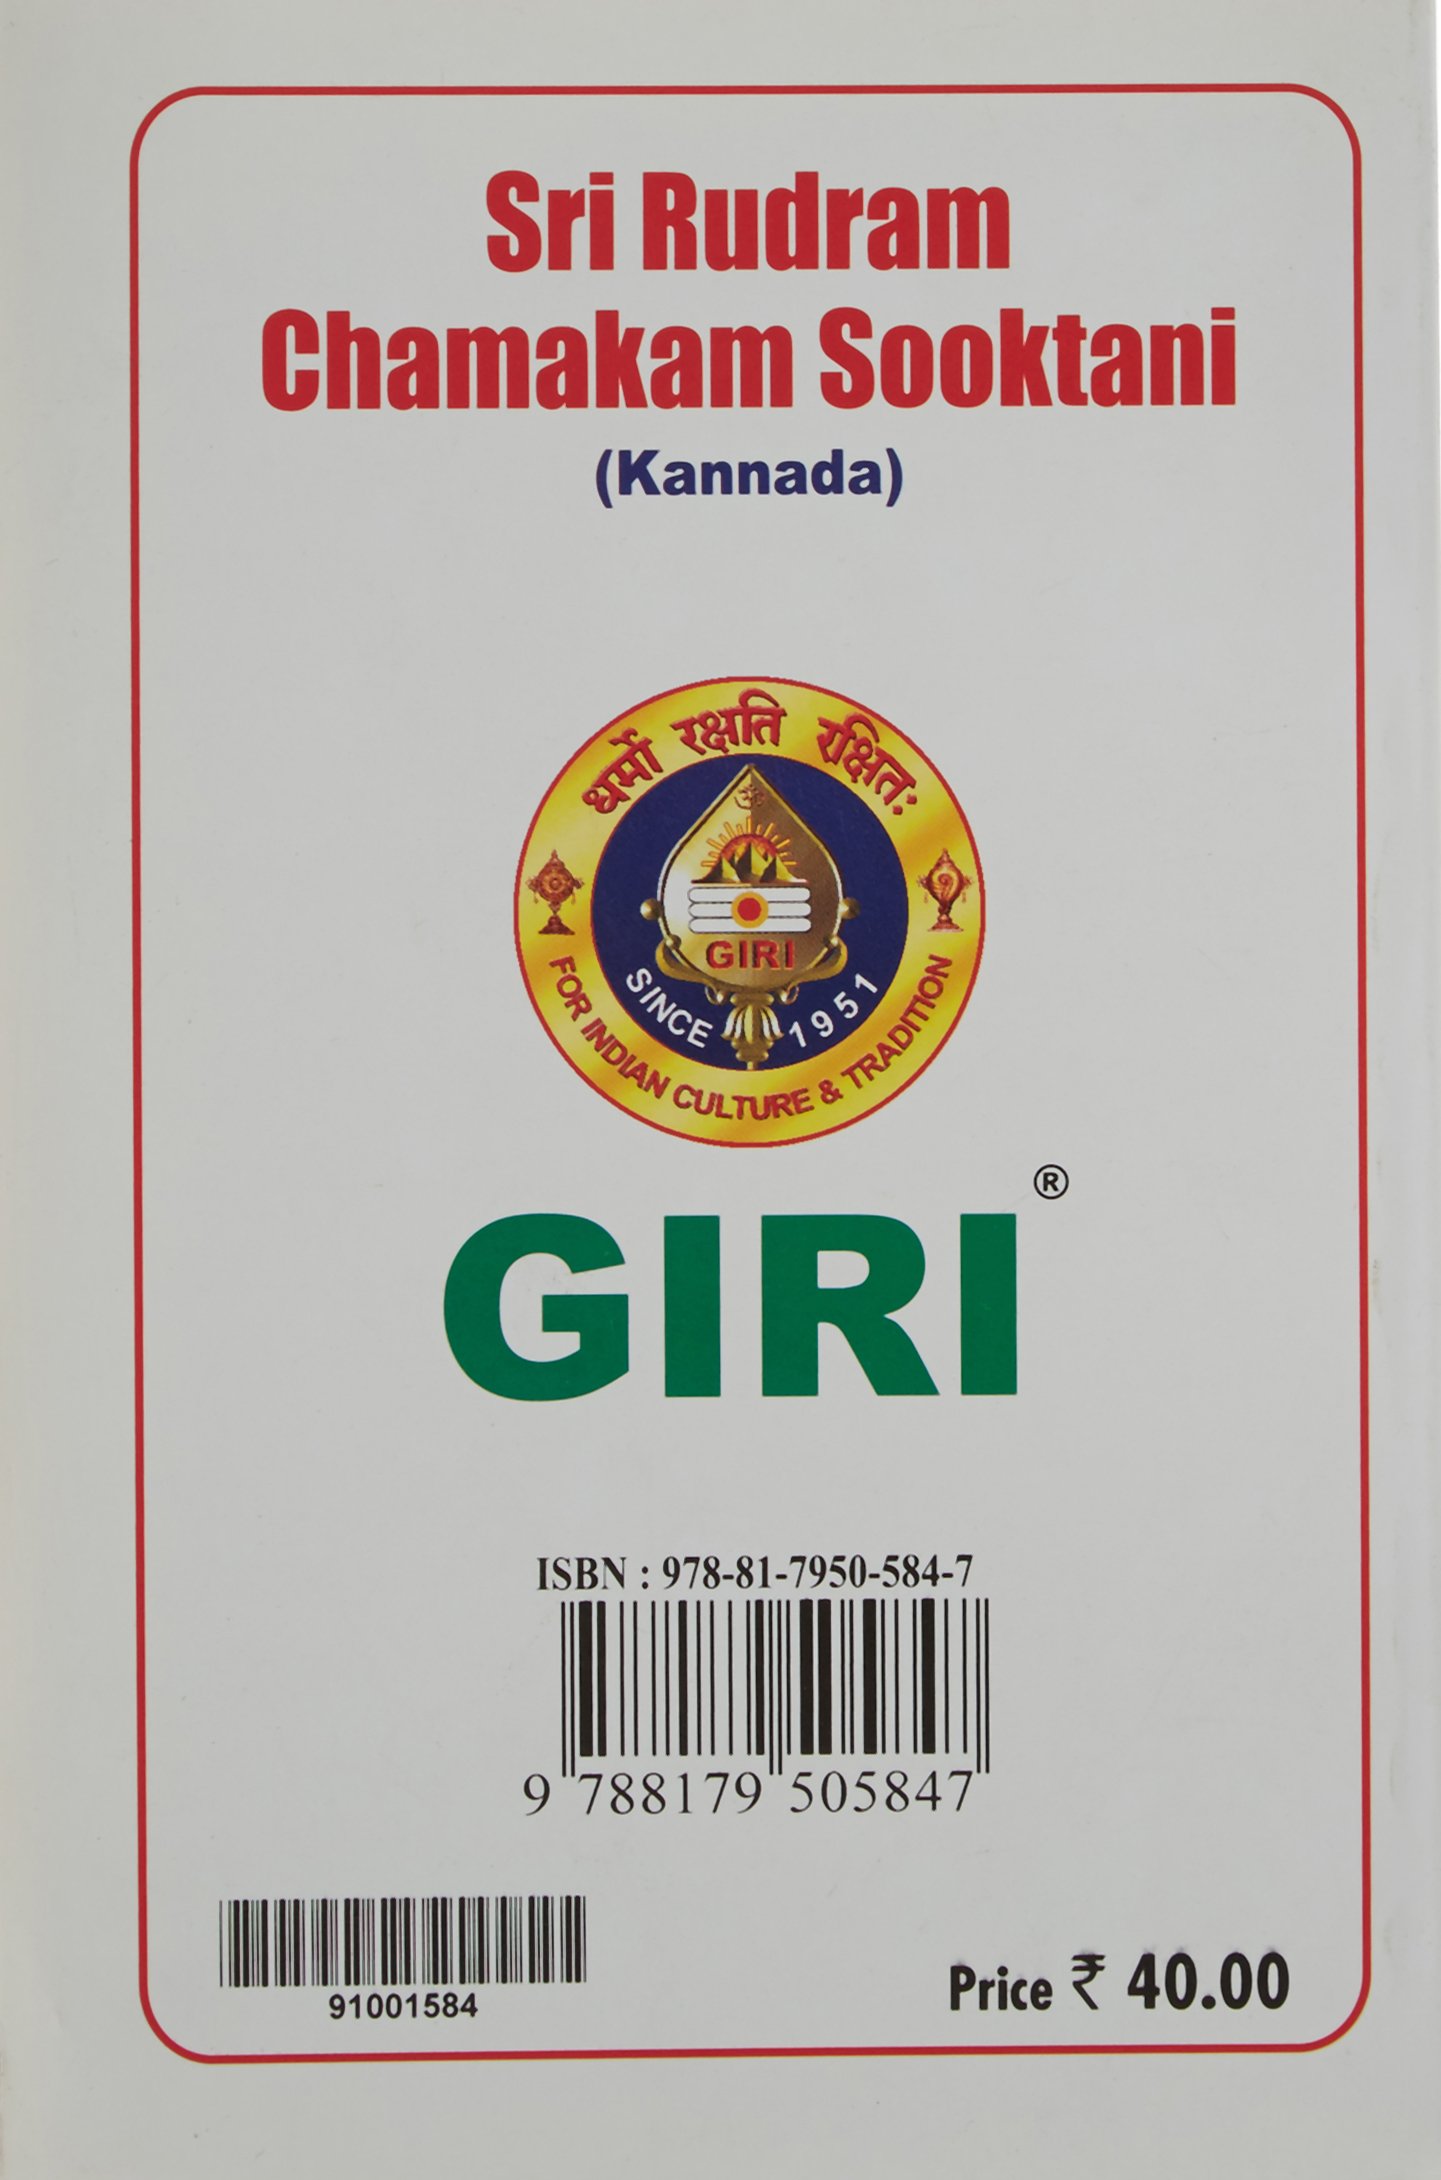 Sri Rudram
Chamakam Sooktani
(Kannada)
धर्मो रक्षति रक्षितः
ॐ
GIRI
SINCE 1951
FOR INDIAN CULTURE & TRADITION
GIRI®
ISBN : 978-81-7950-584-7
9 788179 505847
91001584
Price ₹ 40.00